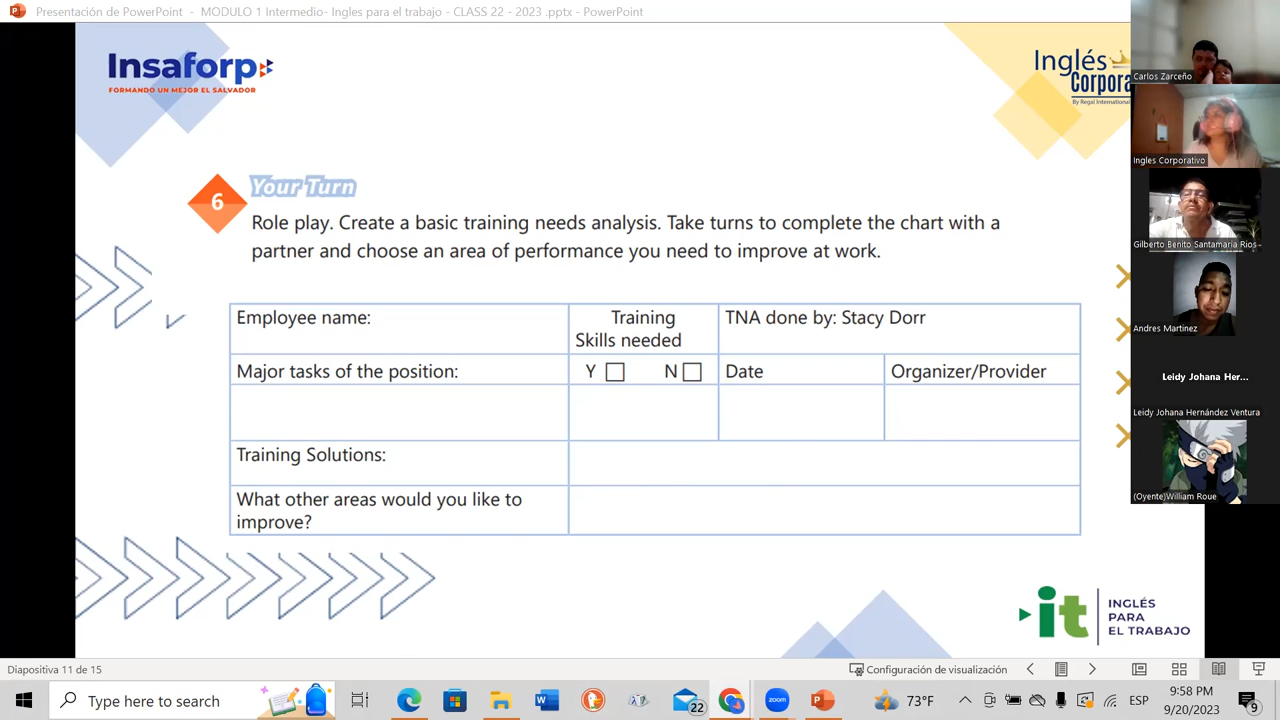 Presentación de PowerPoint - MODULO 1 Intermedio- Ingles para el trabajo - CLASS 22 - 2023 .pptx - PowerPoint
Insaforp
FORMANDO UN MEJOR EL SALVADOR
Inglés
Corpora
By Regal International
Carlos Zarceño
Ingles Corporativo
Gilberto Benito Santamaria Rios -
Andres Martinez
Leidy Johana Her...
Leidy Johana Hernández Ventura
(Oyente)William Roue
6
Your Turn
Role play. Create a basic training needs analysis. Take turns to complete the chart with a
partner and choose an area of performance you need to improve at work.
Employee name:
Training
Skills needed
TNA done by: Stacy Dorr
Major tasks of the position:
Y N
Date
Organizer/Provider
Training Solutions:
What other areas would you like to
improve?
it
INGLÉS
PARA
EL TRABAJO
Diapositiva 11 de 15
Configuración de visualización
Type here to search
22
zoom
73°F
ESP
9:58 PM
9/20/2023
9